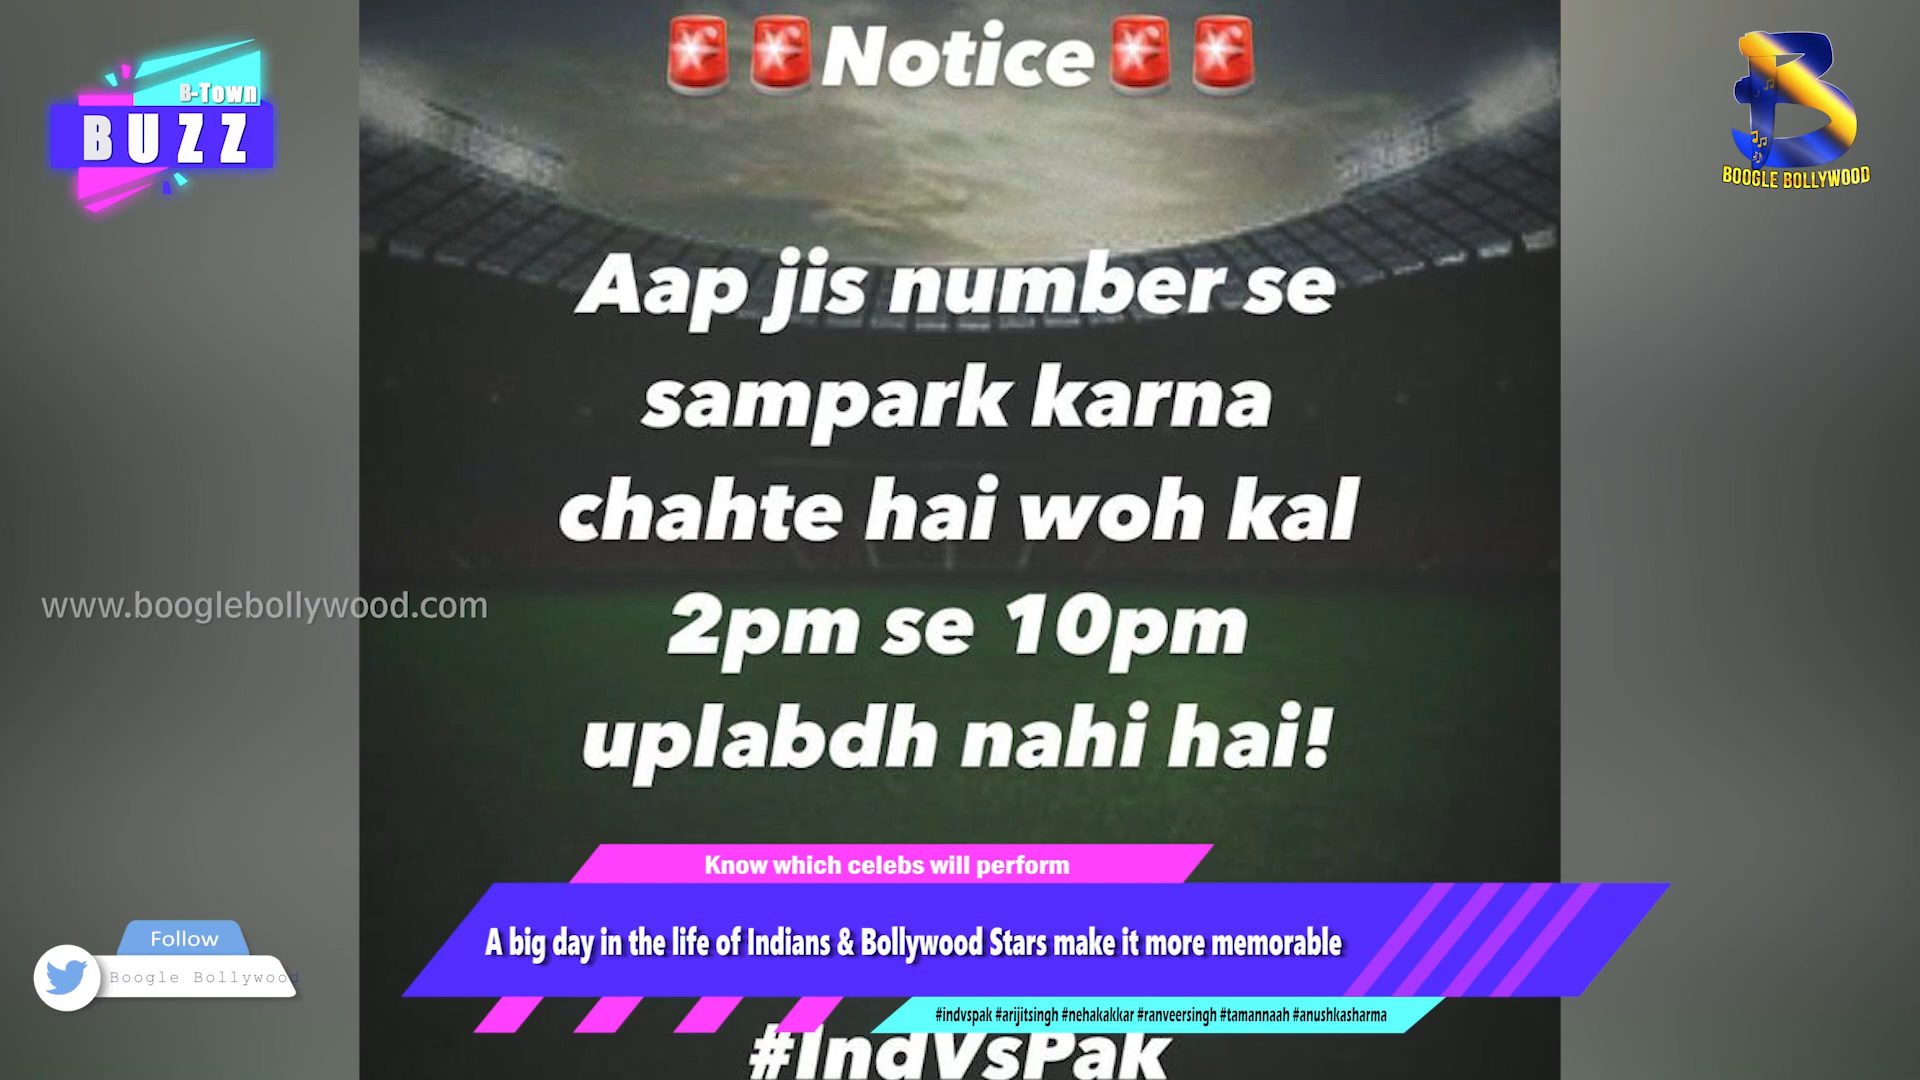 B-Town
BUZZ
BOOGLE BOLLYWOOD
Notice
Aap jis number se
sampark karna
chahte hai woh kal
2pm se 10pm
uplabdh nahi hai!
www.booglebollywood.com
Know which celebs will perform
A big day in the life of Indians & Bollywood Stars make it more memorable
#indvspak #arijitsingh #nehakakkar #ranveersingh #tamannaah #anushkasharma
Follow
Boogle Bollywood
#IndVsPak